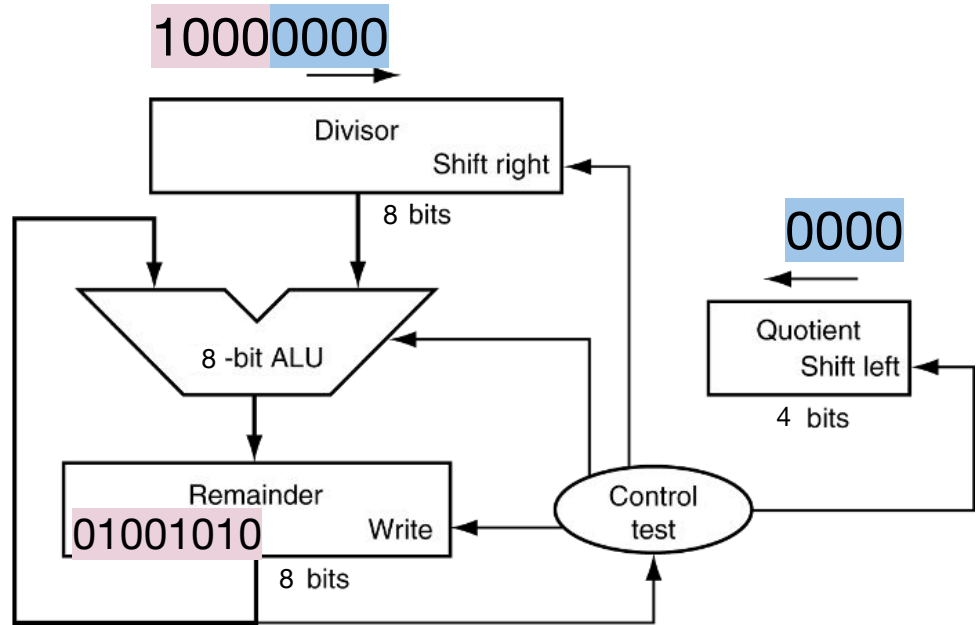 10000000
Divisor
Shift right
8 bits
0000
Quotient
Shift left
4 bits
8 -bit ALU
Remainder
01001010
Write
8 bits
Control
test